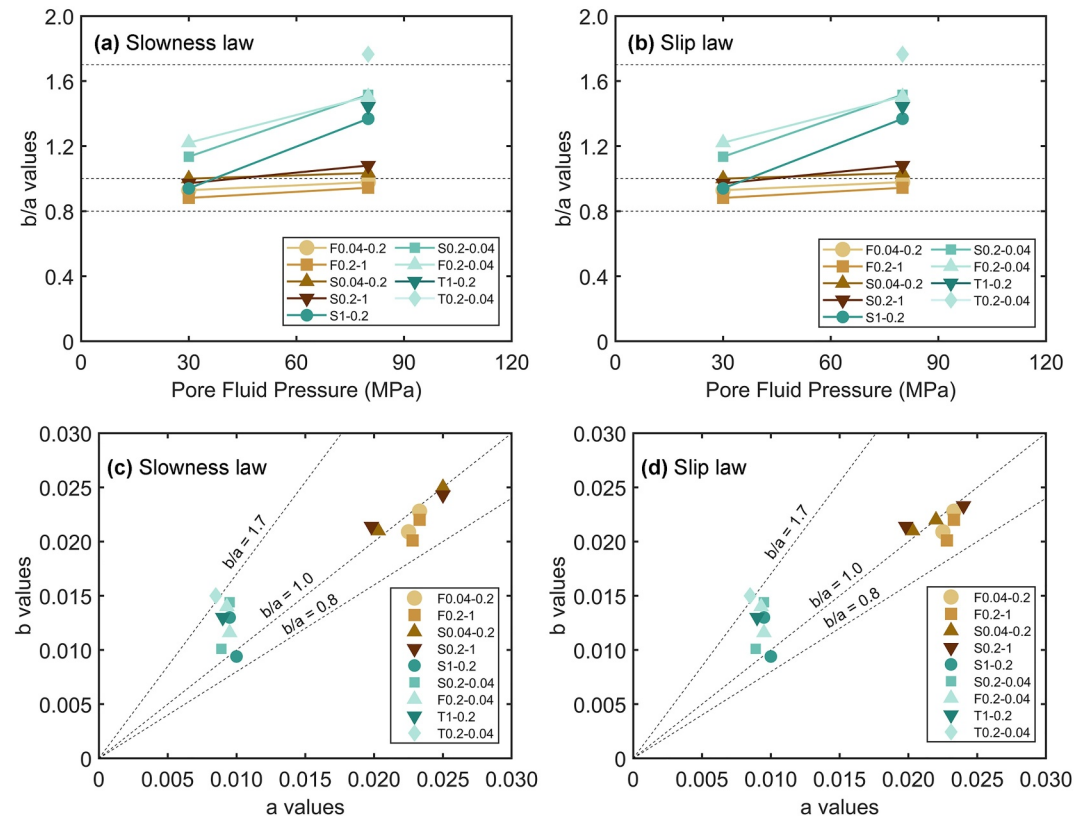 (a) Slowness law
2.0
1.6
1.2
0.8
0.4
0
b/a values
F0.04-0.2
F0.2-1
S0.04-0.2
S0.2-1
S1-0.2
S0.2-0.04
F0.2-0.04
T1-0.2
T0.2-0.04
0 30 60 90 120
Pore Fluid Pressure (MPa)
(b) Slip law
2.0
1.6
1.2
0.8
0.4
0
b/a values
F0.04-0.2
F0.2-1
S0.04-0.2
S0.2-1
S1-0.2
S0.2-0.04
F0.2-0.04
T1-0.2
T0.2-0.04
0 30 60 90 120
Pore Fluid Pressure (MPa)
(c) Slowness law
0.030
0.025
0.020
0.015
0.010
0.005
0
b values
b/a = 1.7
b/a = 1.0
b/a = 0.8
F0.04-0.2
F0.2-1
S0.04-0.2
S0.2-1
S1-0.2
S0.2-0.04
F0.2-0.04
T1-0.2
T0.2-0.04
0 0.005 0.010 0.015 0.020 0.025 0.030
a values
(d) Slip law
0.030
0.025
0.020
0.015
0.010
0.005
0
b values
b/a = 1.7
b/a = 1.0
b/a = 0.8
F0.04-0.2
F0.2-1
S0.04-0.2
S0.2-1
S1-0.2
S0.2-0.04
F0.2-0.04
T1-0.2
T0.2-0.04
0 0.005 0.010 0.015 0.020 0.025 0.030
a values